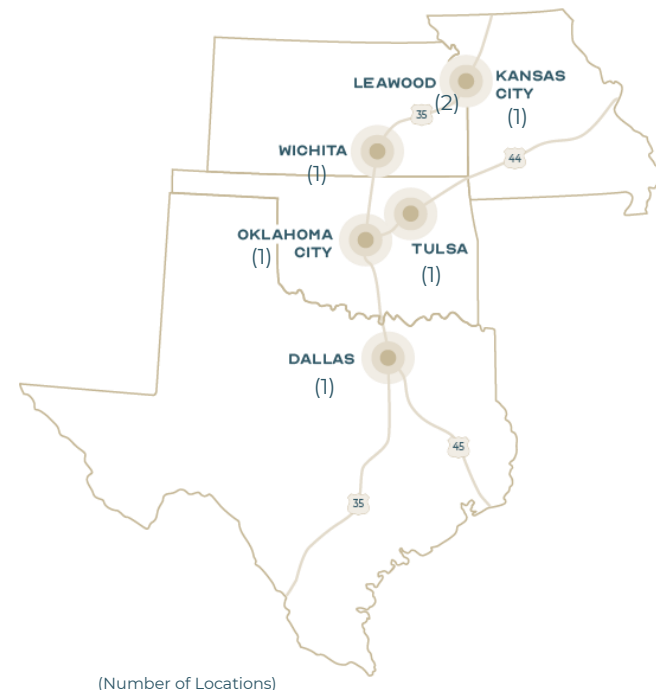 LEAWOOD
(2)
KANSAS
CITY
(1)
35
44
WICHITA
(1)
OKLAHOMA
CITY
(1)
TULSA
(1)
DALLAS
(1)
45
35
(Number of Locations)